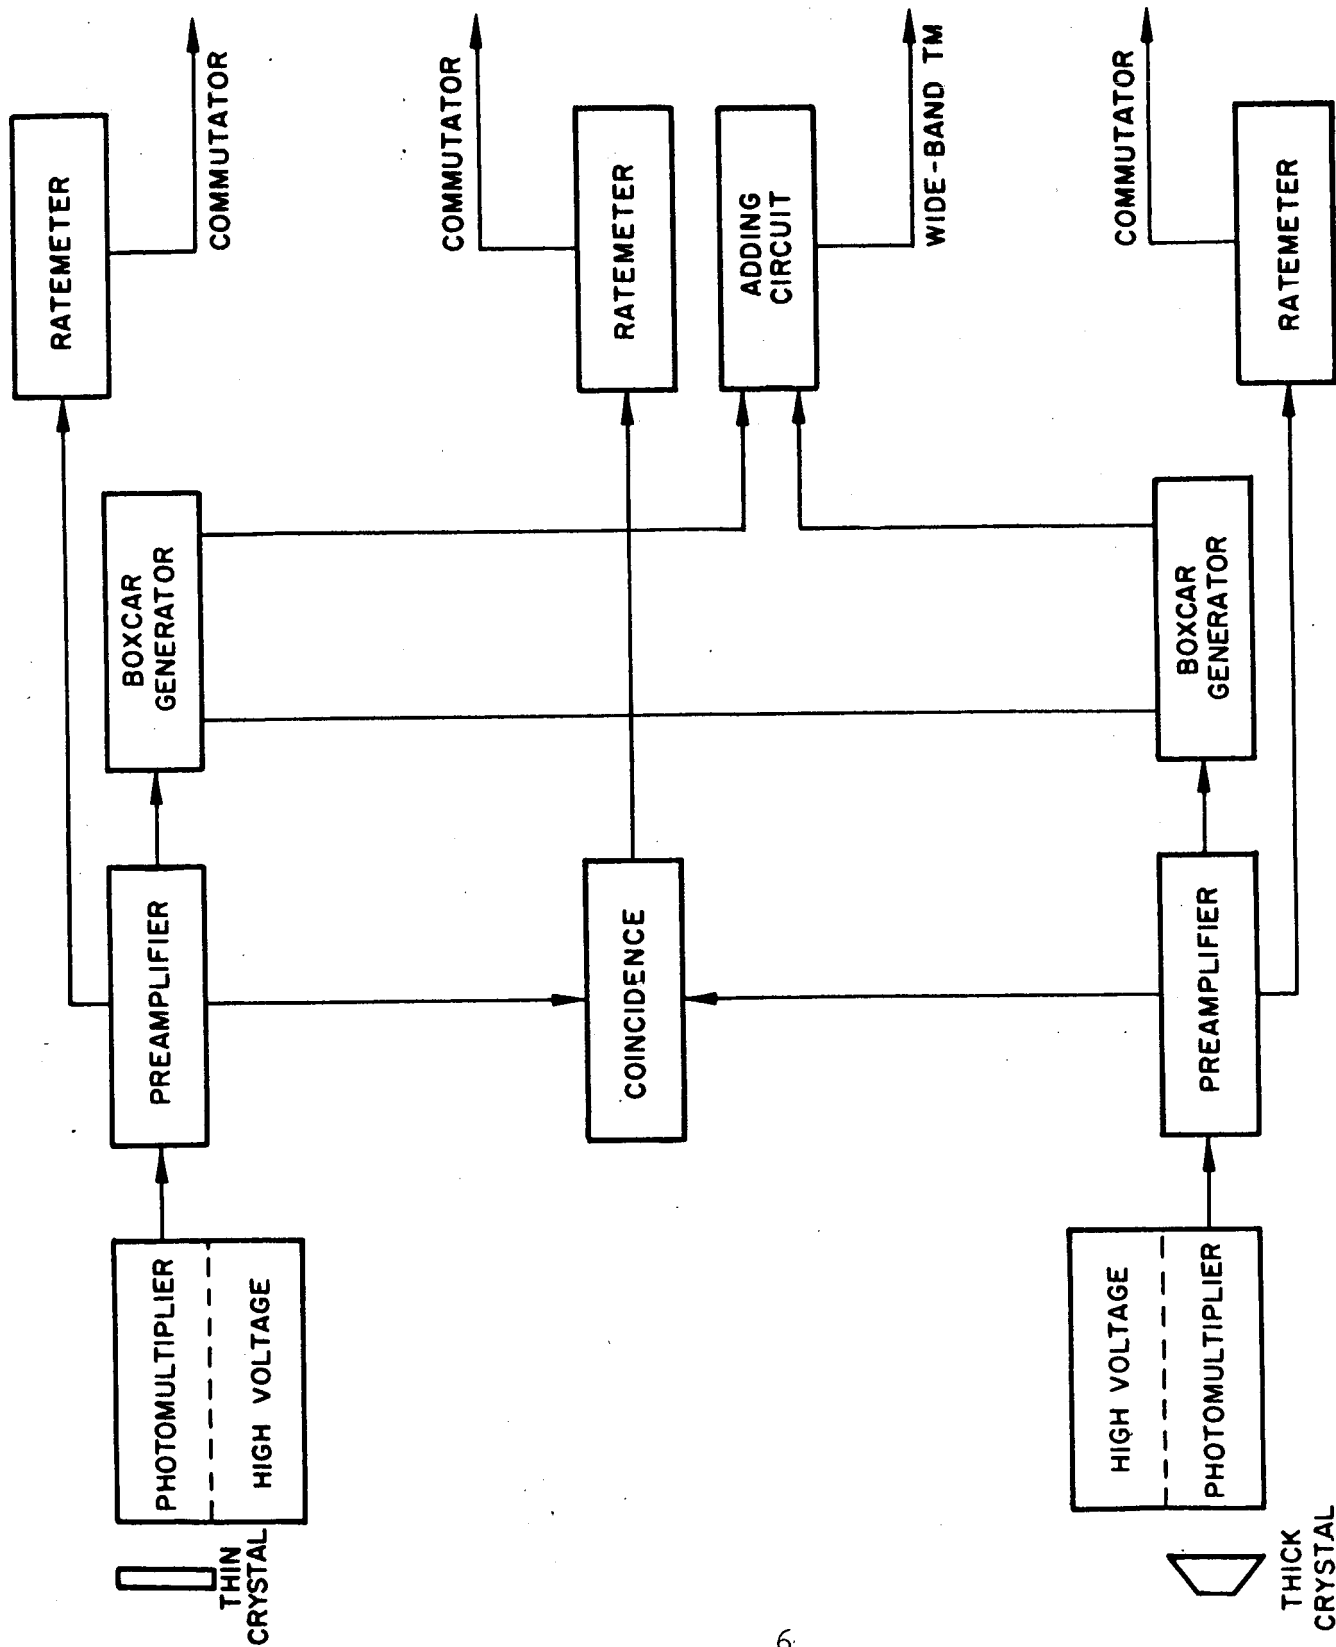 THIN
CRYSTAL
PHOTOMULTIPLIER
HIGH VOLTAGE
PREAMPLIFIER
BOXCAR
GENERATOR
RATEMETER
COMMUTATOR
COINCIDENCE
RATEMETER
COMMUTATOR
ADDING
CIRCUIT
WIDE-BAND TM
THICK
CRYSTAL
HIGH VOLTAGE
PHOTOMULTIPLIER
PREAMPLIFIER
BOXCAR
GENERATOR
RATEMETER
COMMUTATOR
6